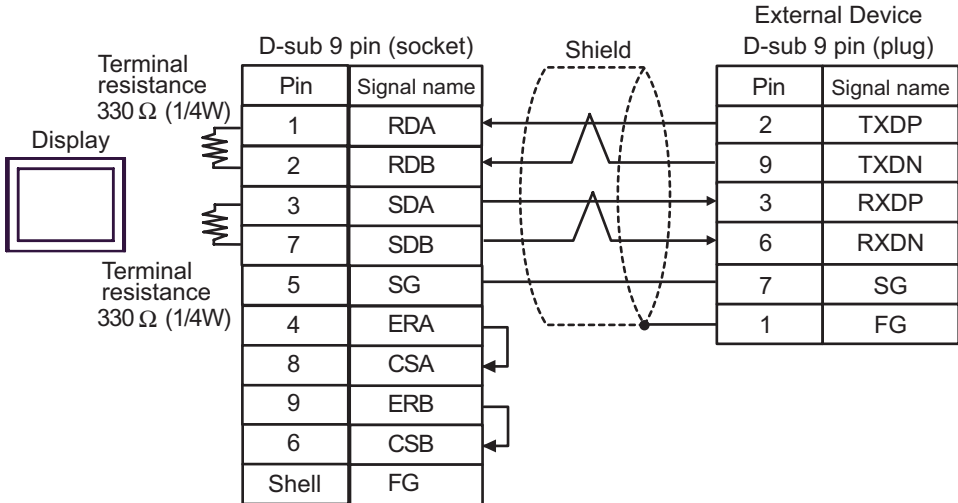 External Device
D-sub 9 pin (socket)
Shield
D-sub 9 pin (plug)
Terminal
resistance
330 Ω (1/4W)
Display
Terminal
resistance
330 Ω (1/4W)
Pin Signal name
1 RDA
2 RDB
3 SDA
7 SDB
5 SG
4 ERA
8 CSA
9 ERB
6 CSB
Shell FG
Pin Signal name
2 TXDP
9 TXDN
3 RXDP
6 RXDN
7 SG
1 FG